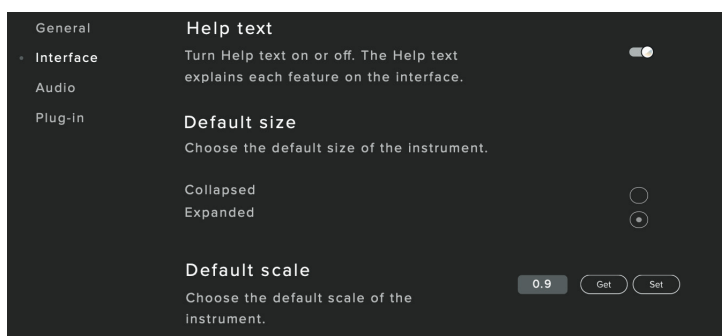 General
Interface
Audio
Plug-in
Help text
Turn Help text on or off. The Help text
explains each feature on the interface.
Default size
Choose the default size of the instrument.
Collapsed
Expanded
Default scale
Choose the default scale of the
instrument.
0.9 Get Set